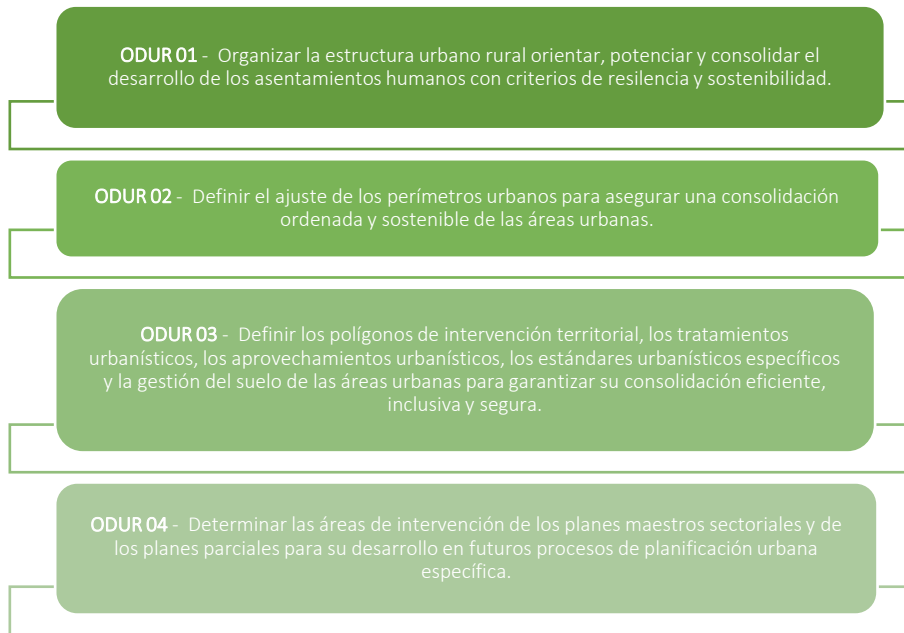 ODUR 01 - Organizar la estructura urbano rural orientar, potenciar y consolidar el
desarrollo de los asentamientos humanos con criterios de resilencia y sostenibilidad.
ODUR 02 - Definir el ajuste de los perímetros urbanos para asegurar una consolidación
ordenada y sostenible de las áreas urbanas.
ODUR 03 - Definir los polígonos de intervención territorial, los tratamientos
urbanísticos, los aprovechamientos urbanísticos, los estándares urbanísticos específicos
y la gestión del suelo de las áreas urbanas para garantizar su consolidación eficiente,
inclusiva y segura.
ODUR 04 - Determinar las áreas de intervención de los planes maestros sectoriales y de
los planes parciales para su desarrollo en futuros procesos de planificación urbana
específica.